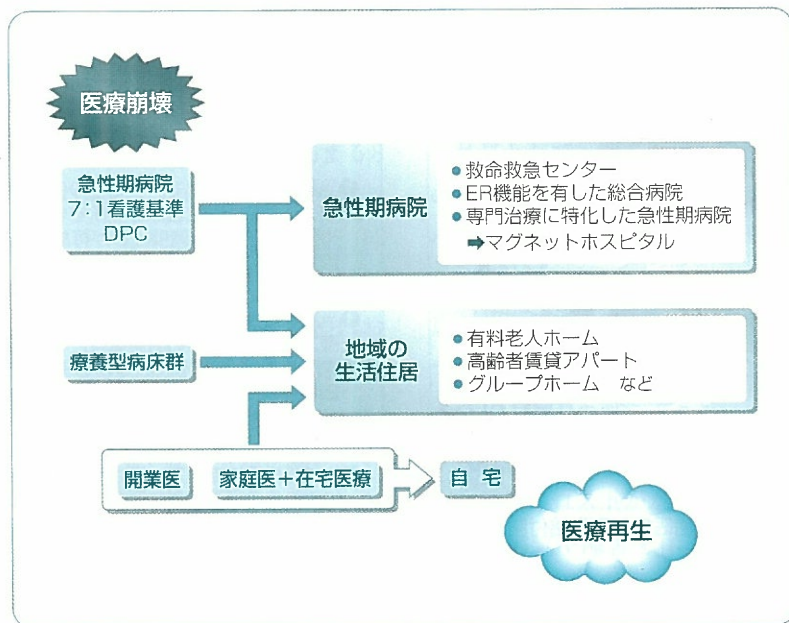 医療崩壊
急性期病院
7：1看護基準
DPC
急性期病院
●救命救急センター
●ER機能を有した総合病院
●専門治療に特化した急性期病院
➡マグネットホスピタル
療養型病床群
地域の
生活住居
●有料老人ホーム
●高齢者賃貸アパート
●グループホーム　など
開業医
家庭医＋在宅医療
自 宅
医療再生